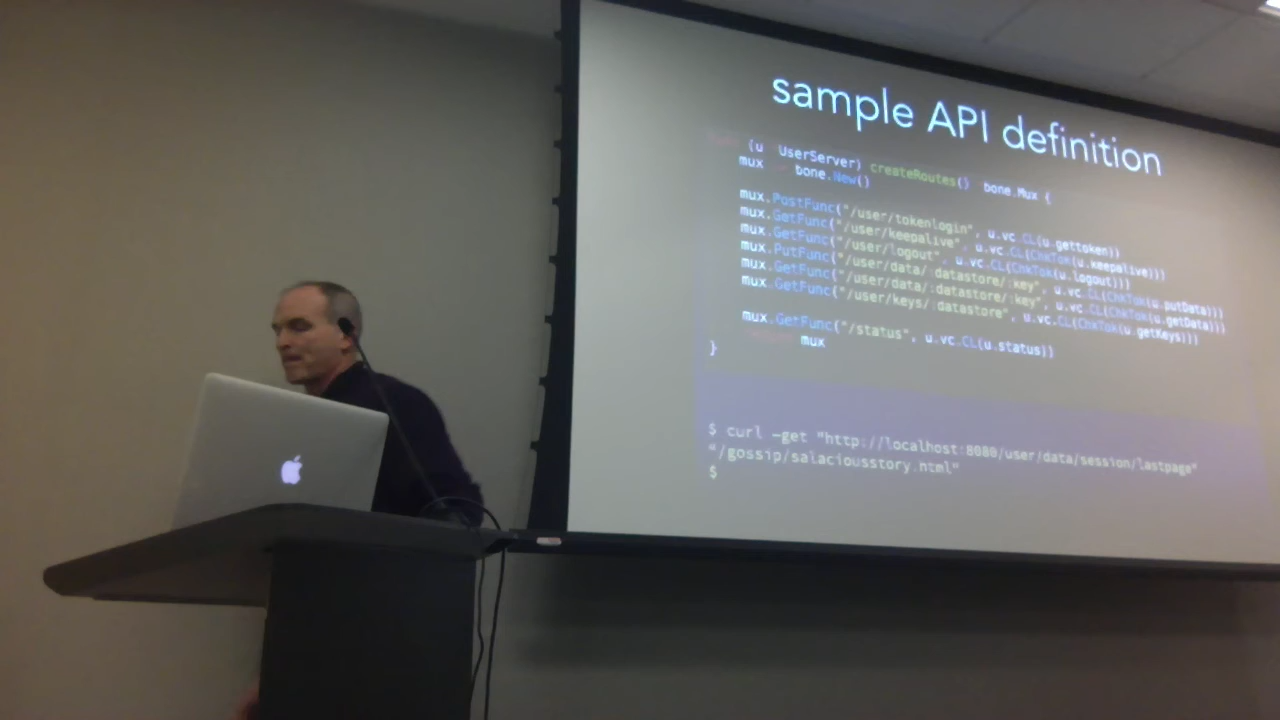 sample API definition
(u UserServer) createRoutes() bone.Mux {
mux bone.New()
mux.PostFunc("/user/tokenlogin", u.vc.CL(u.gettoken))
mux.GetFunc("/user/keepalive", u.vc.CL(ChkTok(u.keepalive)))
mux.GetFunc("/user/logout", u.vc.CL(ChkTok(u.logout)))
mux.PutFunc("/user/data/:datastore/:key", u.vc.CL(ChkTok(u.putData)))
mux.GetFunc("/user/data/:datastore/:key", u.vc.CL(ChkTok(u.getData)))
mux.GetFunc("/user/keys/:datastore", u.vc.CL(ChkTok(u.getKeys)))
mux.GetFunc("/status", u.vc.CL(u.status))
mux
}
$ curl -get "http://localhost:8080/user/data/session/lastpage"
"/gossip/salaciousstory.html"
$